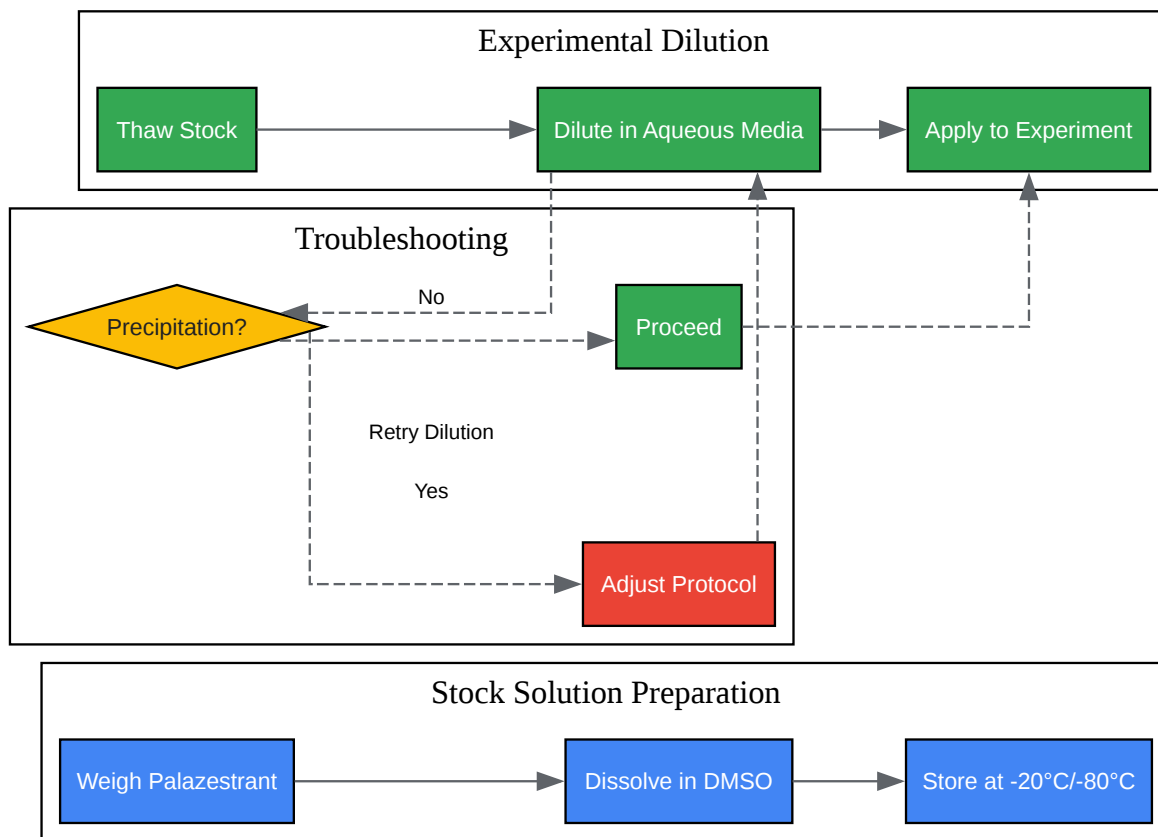 Experimental Dilution
Thaw Stock
Dilute in Aqueous Media
Apply to Experiment
Troubleshooting
No
Precipitation?
Proceed
Retry Dilution
Yes
Adjust Protocol
Stock Solution Preparation
Weigh Palazestrant
Dissolve in DMSO
Store at -20°C/-80°C